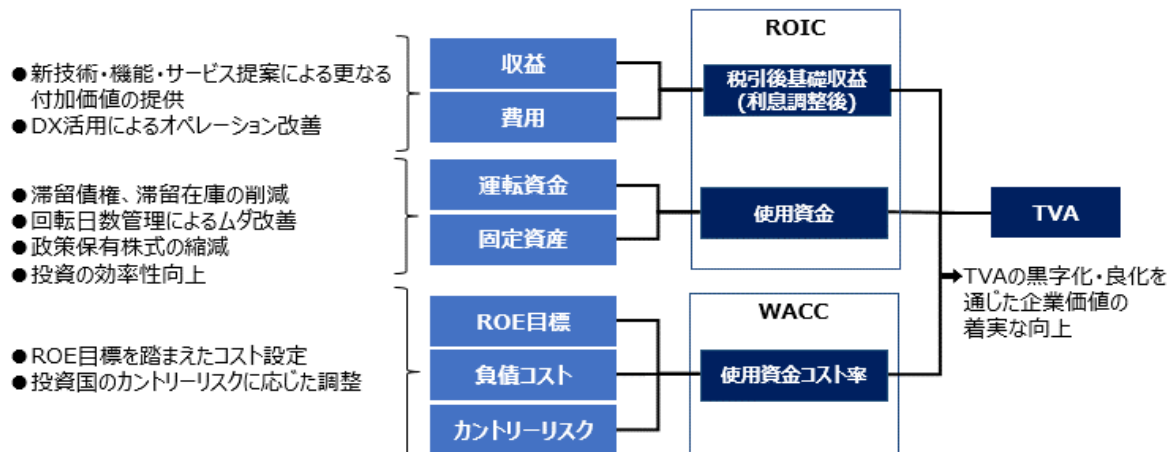 ●新技術・機能・サービス提案による更なる
付加価値の提供
●DX活用によるオペレーション改善
収益
費用
ROIC
税引後基礎収益
(利息調整後)
●滞留債権、滞留在庫の削減
●回転日数管理によるムダ改善
●政策保有株式の縮減
●投資の効率性向上
運転資金
固定資産
使用資金
TVA
➡TVAの黒字化・良化を
通じた企業価値の
着実な向上
●ROE目標を踏まえたコスト設定
●投資国のカントリーリスクに応じた調整
ROE目標
負債コスト
カントリーリスク
WACC
使用資金コスト率